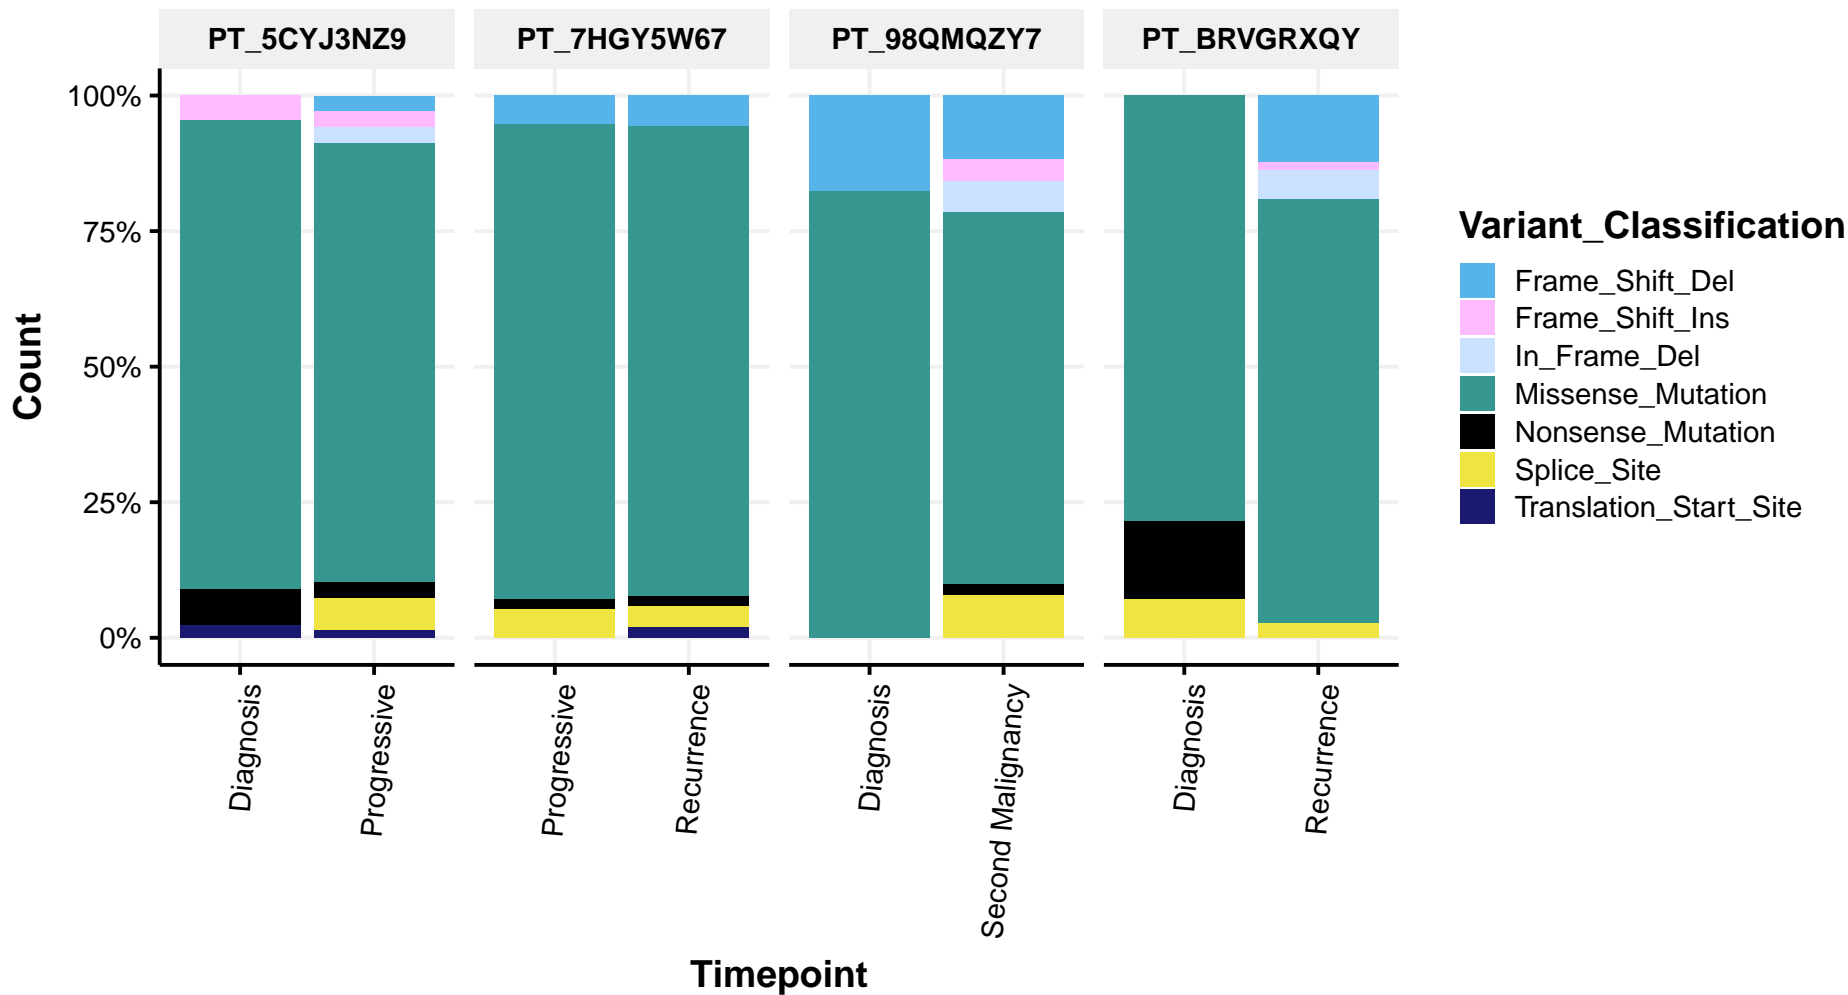 PT_5CYJ3NZ9 PT_7HGY5W67 PT_98QMQZY7 PT_BRVGRXQY
100%
75%
50%
25%
0%
Count
Diagnosis
Progressive
Progressive
Recurrence
Diagnosis
Second Malignancy
Diagnosis
Recurrence
Timepoint
Variant_Classification
Frame_Shift_Del
Frame_Shift_Ins
In_Frame_Del
Missense_Mutation
Nonsense_Mutation
Splice_Site
Translation_Start_Site